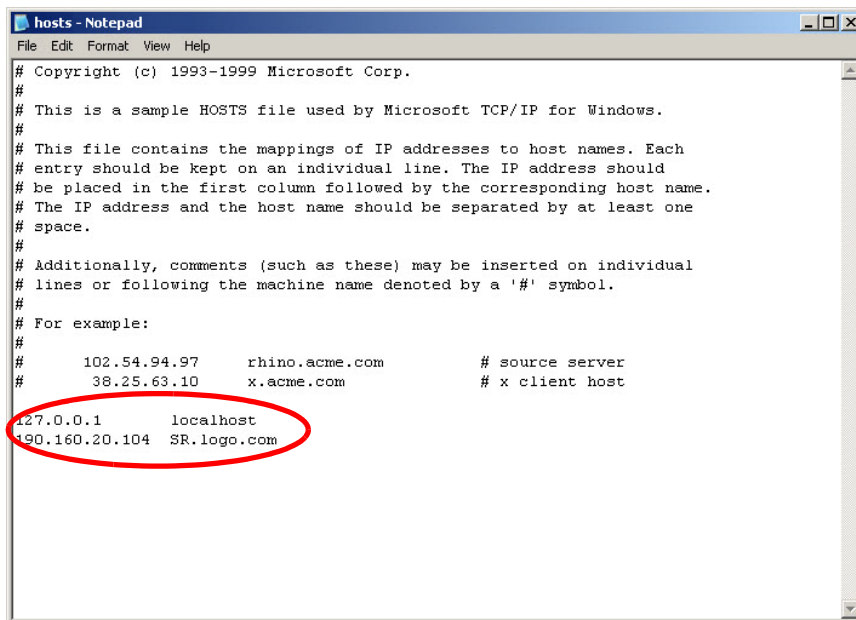 hosts - Notepad
File Edit Format View Help
# Copyright (c) 1993-1999 Microsoft Corp.
#
# This is a sample HOSTS file used by Microsoft TCP/IP for Windows.
#
# This file contains the mappings of IP addresses to host names. Each
# entry should be kept on an individual line. The IP address should
# be placed in the first column followed by the corresponding host name.
# The IP address and the host name should be separated by at least one
# space.
#
# Additionally, comments (such as these) may be inserted on individual
# lines or following the machine name denoted by a '#' symbol.
#
# For example:
#
#      102.54.94.97     rhino.acme.com          # source server
#       38.25.63.10     x.acme.com              # x client host
127.0.0.1       localhost
190.160.20.104  SR.logo.com